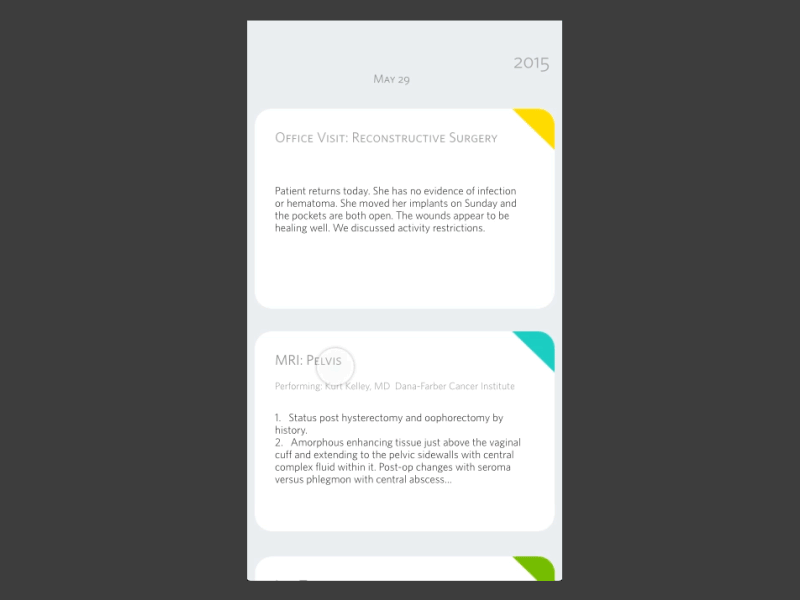 2015
May 29
Office Visit: Reconstructive Surgery
Patient returns today. She has no evidence of infection
or hematoma. She moved her implants on Sunday and
the pockets are both open. The wounds appear to be
healing well. We discussed activity restrictions.
MRI: Pelvis
Performing: Kurt Kelley, MD  Dana-Farber Cancer Institute
1.   Status post hysterectomy and oophorectomy by
history.
2.   Amorphous enhancing tissue just above the vaginal
cuff and extending to the pelvic sidewalls with central
complex fluid within it. Post-op changes with seroma
versus phlegmon with central abscess...